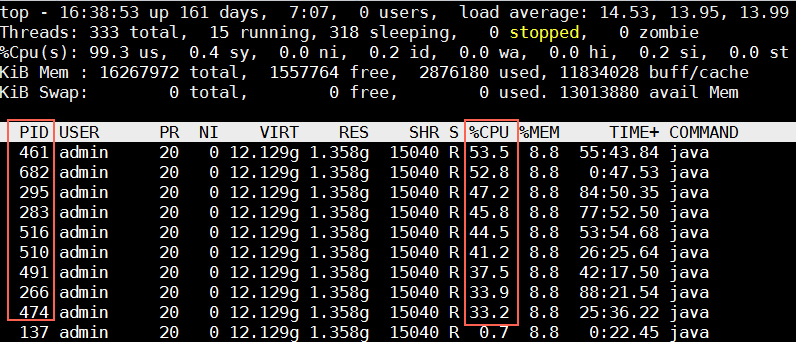 top - 16:38:53 up 161 days,  7:07,  0 users,  load average: 14.53, 13.95, 13.99
Threads: 333 total,  15 running, 318 sleeping,   0 stopped,   0 zombie
%Cpu(s): 99.3 us,  0.4 sy,  0.0 ni,  0.2 id,  0.0 wa,  0.0 hi,  0.2 si,  0.0 st
KiB Mem : 16267972 total,  1557764 free,  2876180 used, 11834028 buff/cache
KiB Swap:        0 total,        0 free,        0 used. 13013880 avail Mem
PID USER      PR  NI    VIRT    RES    SHR S %CPU %MEM     TIME+ COMMAND
461 admin     20   0 12.129g 1.358g  15040 R 53.5  8.8  55:43.84 java
682 admin     20   0 12.129g 1.358g  15040 R 52.8  8.8   0:47.53 java
295 admin     20   0 12.129g 1.358g  15040 R 47.2  8.8  84:50.35 java
283 admin     20   0 12.129g 1.358g  15040 R 45.8  8.8  77:52.50 java
516 admin     20   0 12.129g 1.358g  15040 R 44.5  8.8  53:54.68 java
510 admin     20   0 12.129g 1.358g  15040 R 41.2  8.8  26:25.64 java
491 admin     20   0 12.129g 1.358g  15040 R 37.5  8.8  42:17.50 java
266 admin     20   0 12.129g 1.358g  15040 R 33.9  8.8  88:21.54 java
474 admin     20   0 12.129g 1.358g  15040 R 33.2  8.8  25:36.22 java
137 admin     20   0 12.129g 1.358g  15040 R  0.7  8.8   0:22.45 java